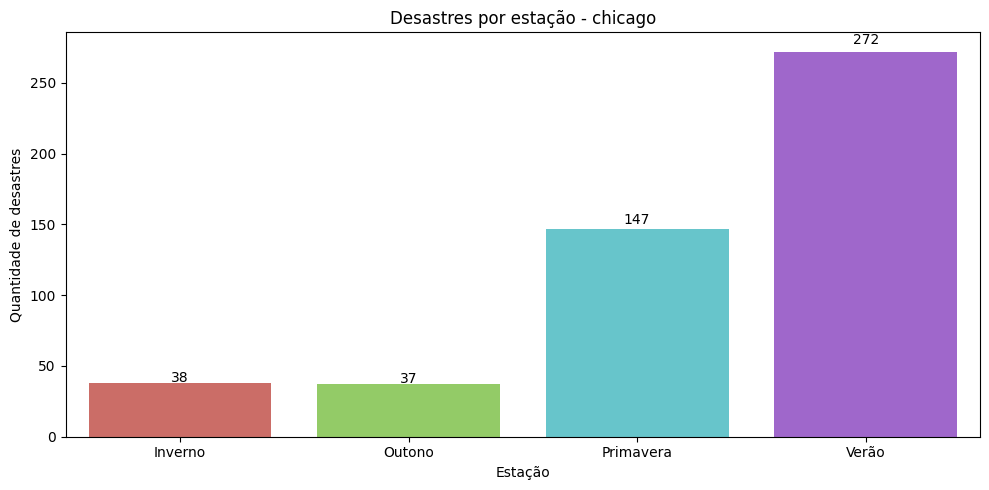 Desastres por estação - chicago
Quantidade de desastres
250
200
150
100
50
0
38
37
147
272
Inverno
Outono
Primavera
Verão
Estação